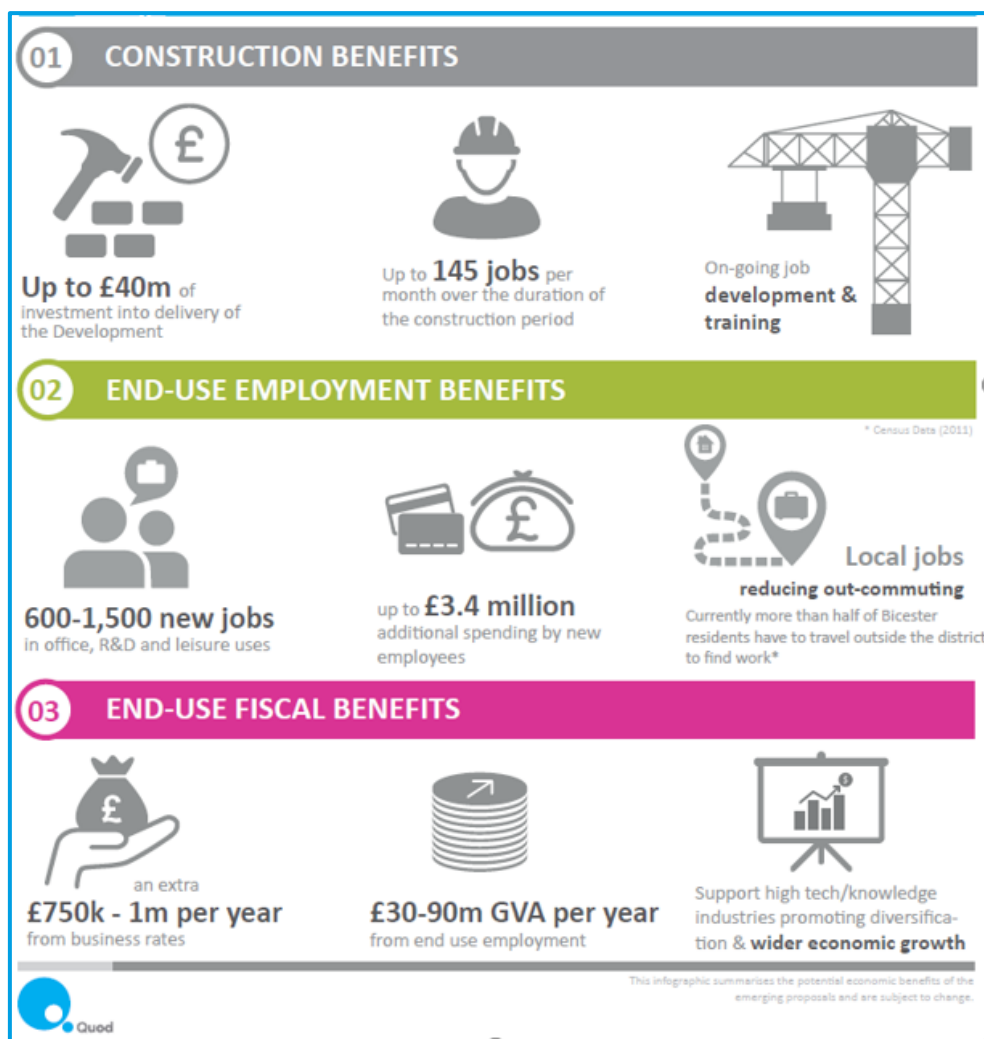 01 CONSTRUCTION BENEFITS
£
Up to £40m of
investment into delivery of
the Development
Up to 145 jobs per
month over the duration of
the construction period
On-going job
development &
training
02 END-USE EMPLOYMENT BENEFITS
* Census Data (2011)
600-1,500 new jobs
in office, R&D and leisure uses
£
up to £3.4 million
additional spending by new
employees
Local jobs
reducing out-commuting
Currently more than half of Bicester
residents have to travel outside the district
to find work*
03 END-USE FISCAL BENEFITS
£
an extra
£750k - 1m per year
from business rates
£30-90m GVA per year
from end use employment
$
Support high tech/knowledge
industries promoting diversifica-
tion & wider economic growth
This infographic summarises the potential economic benefits of the
emerging proposals and are subject to change.
Quod